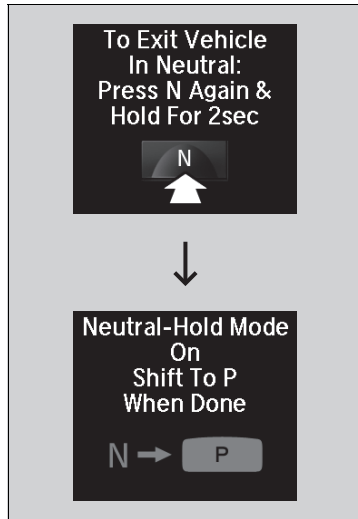 To Exit Vehicle
In Neutral:
Press N Again &
Hold For 2sec
N
Neutral-Hold Mode
On
Shift To P
When Done
N P